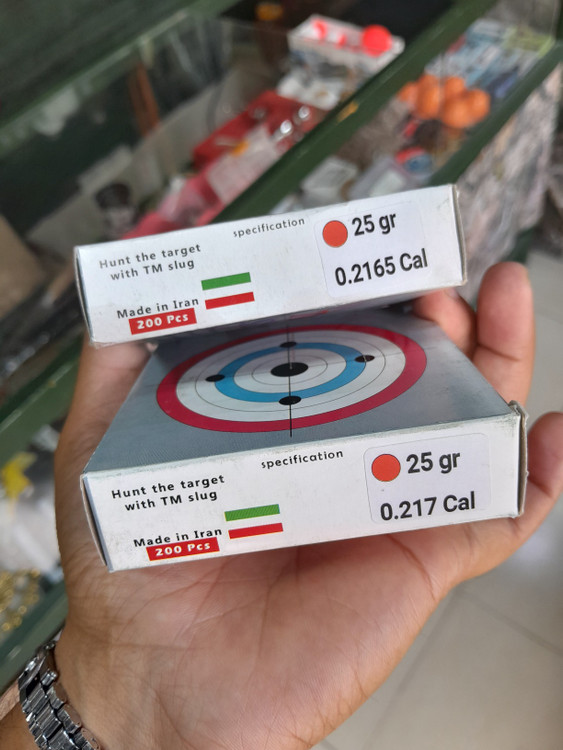 specification
Hunt the target
with TM slug
Made in Iran
200 Pcs
25 gr
0.2165 Cal
specification
Hunt the target
with TM slug
Made in Iran
200 Pcs
25 gr
0.217 Cal